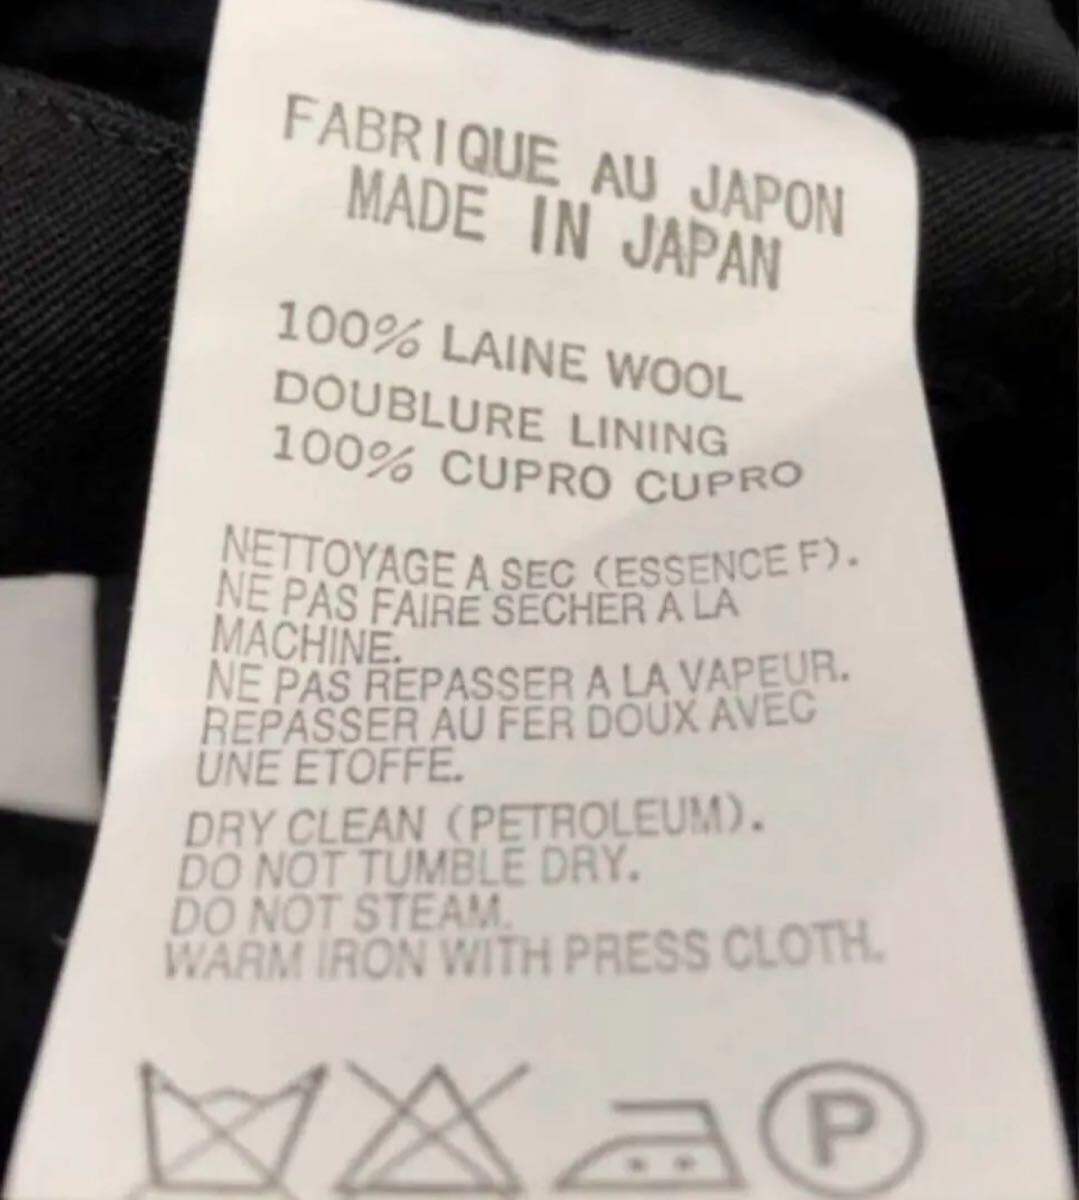 FABRIQUE AU JAPON
MADE IN JAPAN
100% LAINE WOOL
DOUBLURE LINING
100% CUPRO CUPRO
NETTOYAGE A SEC (ESSENCE F).
NE PAS FAIRE SECHER A LA
MACHINE.
NE PAS REPASSER A LA VAPEUR.
REPASSER AU FER DOUX AVEC
UNE ETOFFE.
DRY CLEAN (PETROLEUM).
DO NOT TUMBLE DRY.
DO NOT STEAM.
WARM IRON WITH PRESS CLOTH.
P